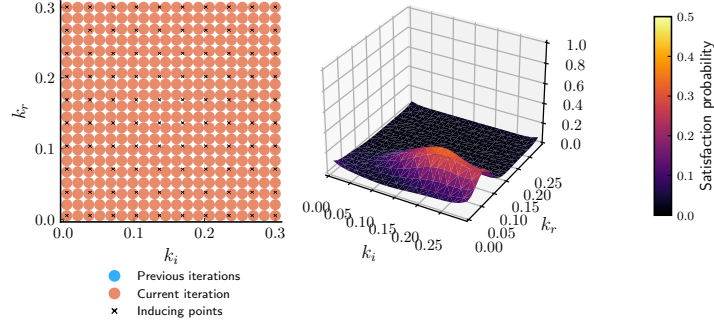 0.3
0.2
0.1
0.0
k_r
0.0 0.1 0.2 0.3
k_i
Previous iterations
Current iteration
Inducing points
1.0
0.8
0.6
0.4
0.2
0.0
0.00 0.05 0.10 0.15 0.20 0.25
k_i
0.00 0.05 0.10 0.15 0.20 0.25
k_r
0.5
0.4
0.3
0.2
0.1
0.0
Satisfaction probability